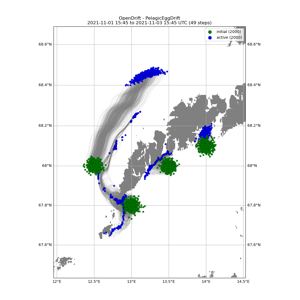 OpenDrift - PelagicEggDrift
2021-11-01 15:45 to 2021-11-03 15:45 UTC (49 steps)
initial (2000)
active (2000)
68.6°N 68.6°N
68.4°N 68.4°N
68.2°N 68.2°N
68°N 68°N
67.8°N 67.8°N
67.6°N 67.6°N
12°E 12.5°E 13°E 13.5°E 14°E 14.5°E